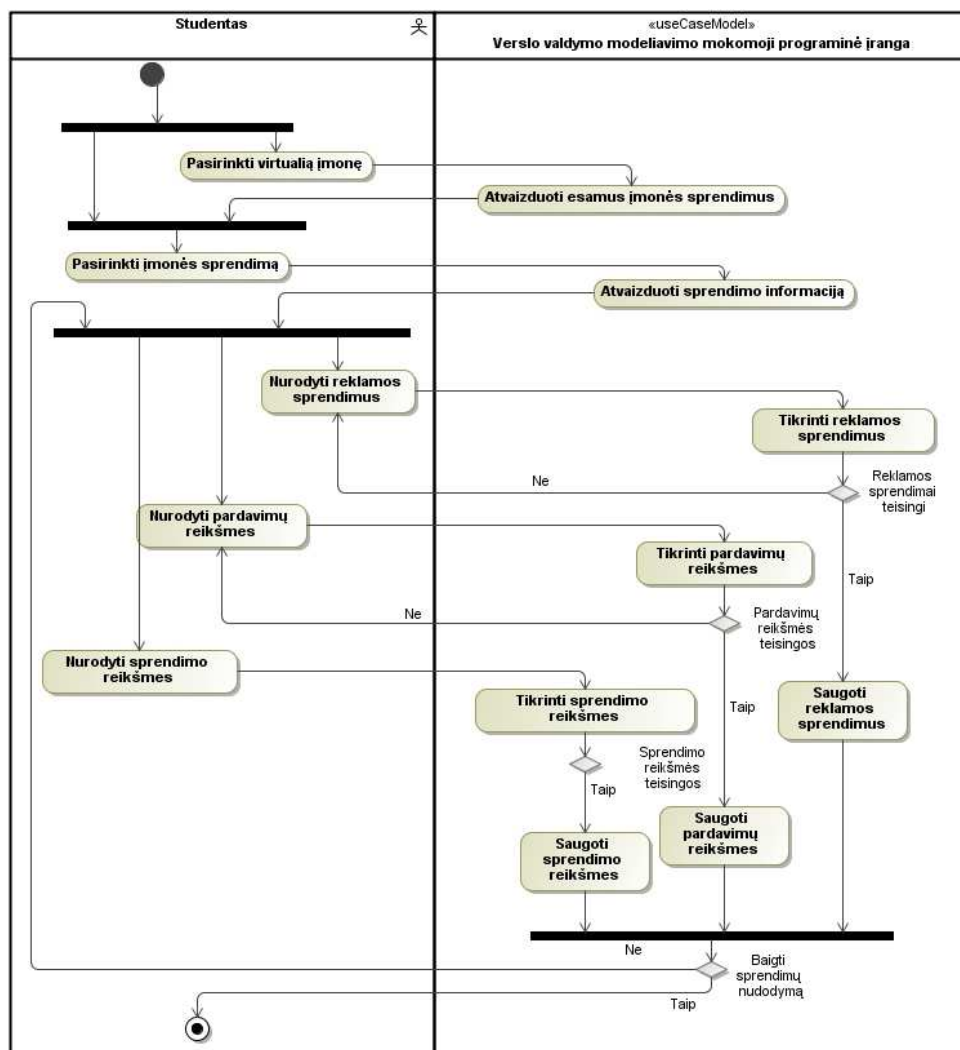 Studentas
«useCaseModel»
Verslo valdymo modeliavimo mokomoji programinė įranga
Pasirinkti virtualią įmonę
Atvaizduoti esamus įmonės sprendimus
Pasirinkti įmonės sprendimą
Atvaizduoti sprendimo informaciją
Nurodyti reklamos
sprendimus
Tikrinti reklamos
sprendimus
Ne
Reklamos
sprendimai
teisingi
Nurodyti pardavimų
reikšmes
Tikrinti pardavimų
reikšmes
Taip
Ne
Pardavimų
reikšmės
teisingos
Nurodyti sprendimo
reikšmes
Tikrinti sprendimo
reikšmes
Taip
Saugoti
reklamos
sprendimus
Sprendimo
reikšmės
teisingos
Taip
Saugoti
sprendimo
reikšmes
Saugoti
pardavimų
reikšmes
Ne
Baigti
sprendimų
nudodymą
Taip